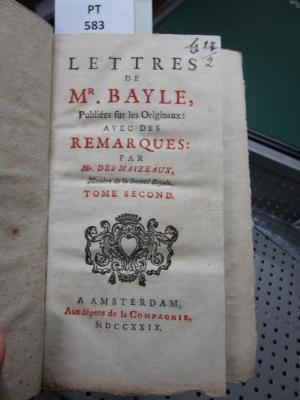 PT
583
LETTRES
DE
MR. BAYLE,
Publiées sur les Originaux:
AVEC DES
REMARQUES:
PAR
Mr. DES MAIZEAUX,
Membre de la Societé Royale.
TOME SECOND.
A AMSTERDAM,
Aux dépens de la COMPAGNIE.
MDCCXXIX.